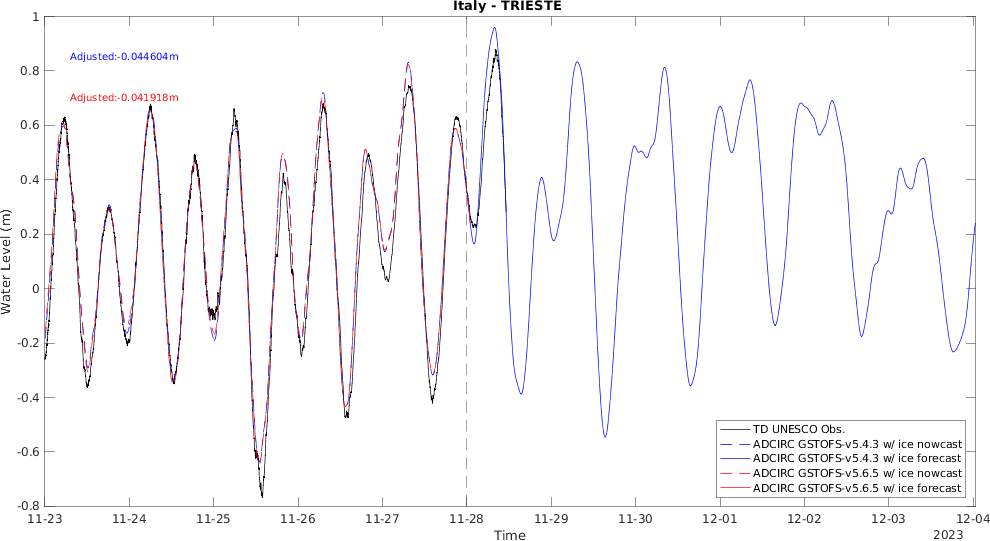 Italy - TRIESTE
Adjusted:-0.044604m
Adjusted:-0.041918m
Water Level (m)
1
0.8
0.6
0.4
0.2
0
-0.2
-0.4
-0.6
-0.8
TD UNESCO Obs.
ADCIRC GSTOFS-v5.4.3 w/ ice nowcast
ADCIRC GSTOFS-v5.4.3 w/ ice forecast
ADCIRC GSTOFS-v5.6.5 w/ ice nowcast
ADCIRC GSTOFS-v5.6.5 w/ ice forecast
11-23 11-24 11-25 11-26 11-27 11-28 11-29 11-30 12-01 12-02 12-03 12-04
Time
2023